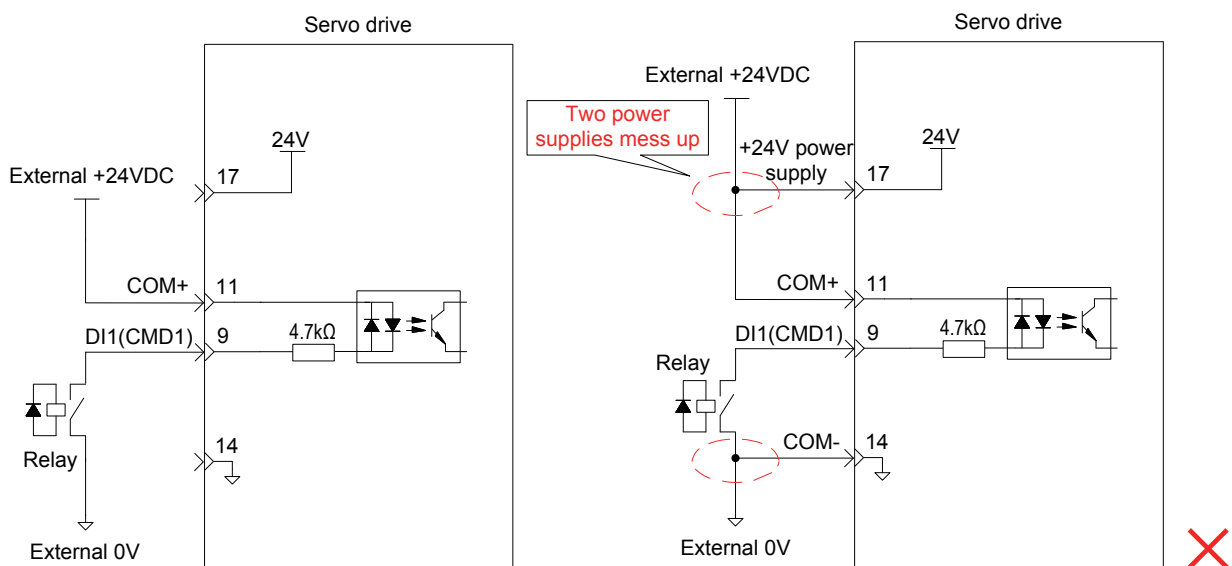 Servo drive
External +24VDC
17
24V
COM+
11
DI1(CMD1)
9
4.7kΩ
Relay
14
External 0V
Servo drive
External +24VDC
Two power
supplies mess up
+24V power
supply
17
24V
COM+
11
DI1(CMD1)
9
4.7kΩ
Relay
COM-
14
External 0V